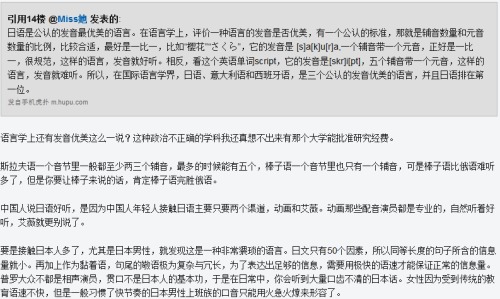 引用14楼 @Miss她 发表的:
日语是公认的发音最优美的语言。在语言学上，评价一种语言的发音是否优美，有一个公认的标准，那就是辅音数量和元音
数量的比例，比较合适，最好是一比一，比如“樱花”“さくら”，它的发音是 [s]a[k]u[r]a,一个辅音带一个元音，正好是一比
一，很规范，这样的语言，发音就好听。相反，看这个英语单词script，它的发音是[skr]i[pt]，五个辅音带一个元音，这样的
语言，发音就难听。所以，在国际语言学界，日语、意大利语和西班牙语，是三个公认的发音优美的语言，并且日语排在第
一位。
发自手机虎扑 m.hupu.com
语言学上还有发音优美这么一说？这种政治不正确的学科我还真想不出来有那个大学能批准研究经费。
斯拉夫语一个音节里一般都至少两三个辅音，最多的时候能有五个，棒子语一个音节里也只有一个辅音，可是棒子语比俄语难听
多了，但是你要让棒子来说的话，肯定棒子语完胜俄语。
中国人说日语好听，是因为中国人年轻人接触日语主要只要两个渠道，动画和艾薇。动画那些配音演员都是专业的，自然听着好
听，艾薇就更别说了。
要是接触日本人多了，尤其是日本男性，就发现这是一种非常猥琐的语言。日文只有50个因素，所以同等长度的句子所含的信息
量就小。再加上作为黏着语，句尾的敬语极为复杂与冗长，为了表达出足够的信息，需要用极快的语速才能保证正常的信息量。
普罗大众不都是相声演员，贯口不是日本人的基本功，于是在日常中，你会听到大量口齿不清的日本话。女性因为受到传统的教
育语速不快，但是一般习惯了快节奏的日本男性上班族的口音只能用火急火燎来形容了。